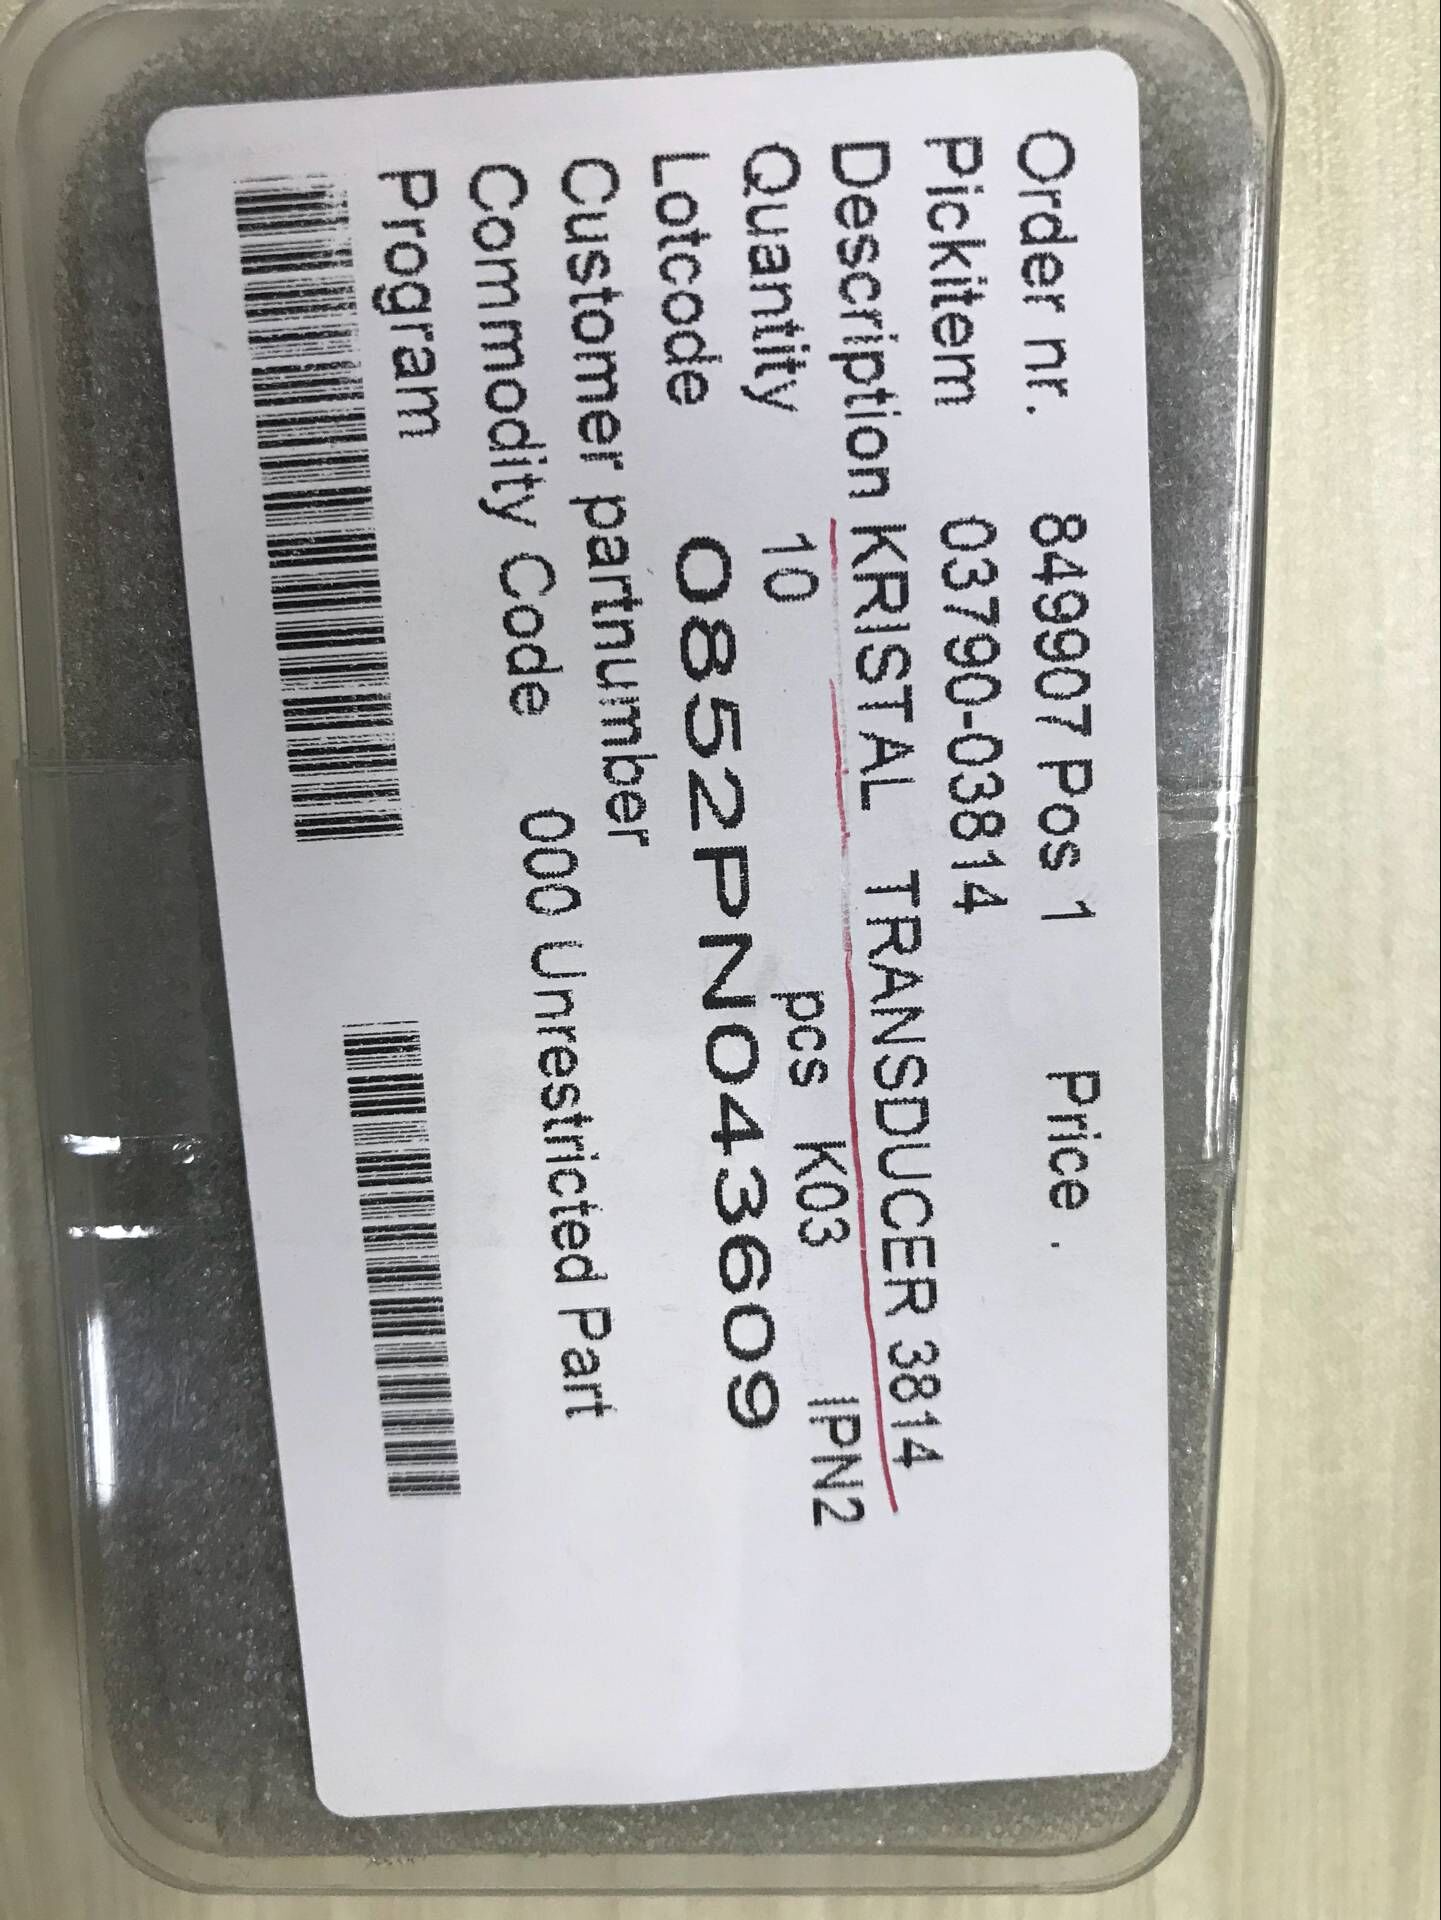 Order nr. 849907 Pos 1 Price .
Pickitem 03790-03814
Description KRISTAL TRANSDUCER 3814
Quantity 10 pcs K03 IPN2
Lotcode 0852PN043609
Customer partnumber
Commodity Code 000 Unrestricted Part
Program